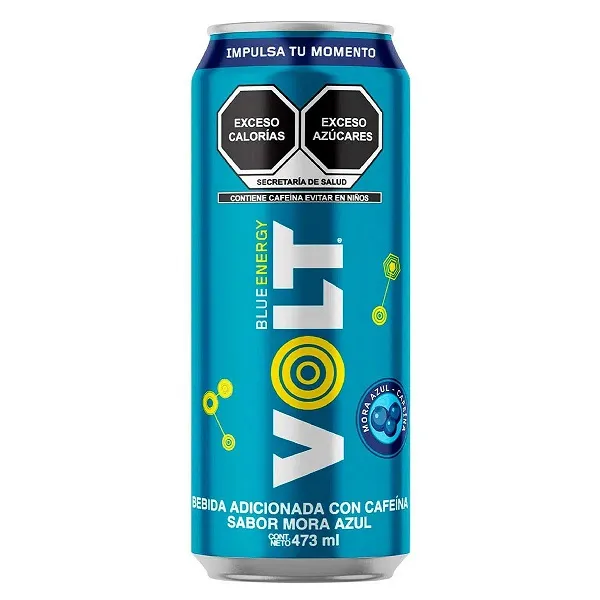 IMPULSA TU MOMENTO
EXCESO
CALORÍAS
EXCESO
AZÚCARES
SECRETARÍA DE SALUD
CONTIENE CAFEÍNA EVITAR EN NIÑOS
BLUE ENERGY
VOLT®
MORA AZUL - CAFEÍNA
BEBIDA ADICIONADA CON CAFEÍNA
SABOR MORA AZUL
CONT.
NETO 473 ml